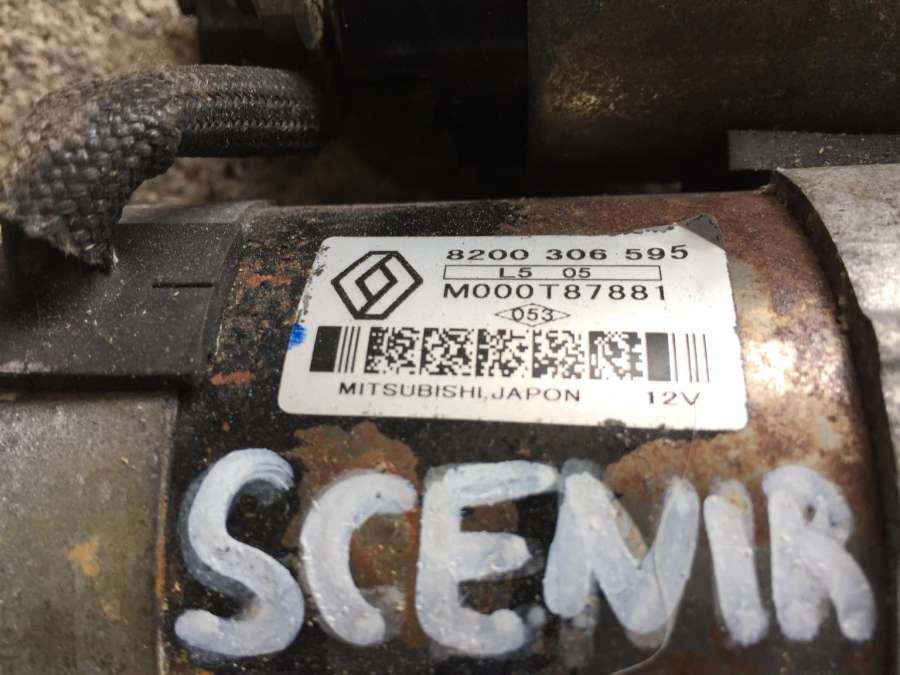 8200 306 595
L5 05
M000T87881
053
MITSUBISHI,JAPON 12V
SCENIR